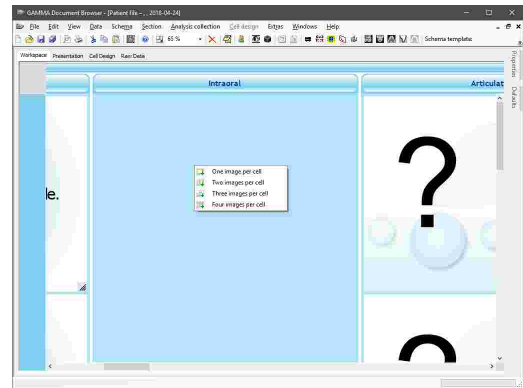 GAMMA Document Browser - [Patient file - , , 2018-04-24]
File Edit View Data Schema Section Analysis collection Cell design Extras Windows Help
65 % Schema template:
Workspace Presentation Cell Design Raw Data
Properties
Defaults
Intraoral
Articulat
One image per cell
Two images per cell
Three images per cell
Four images per cell
le.
?
?